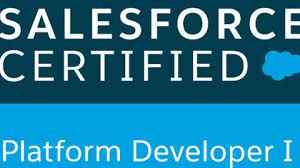 SALESFORCE
CERTIFIED
Platform Developer I